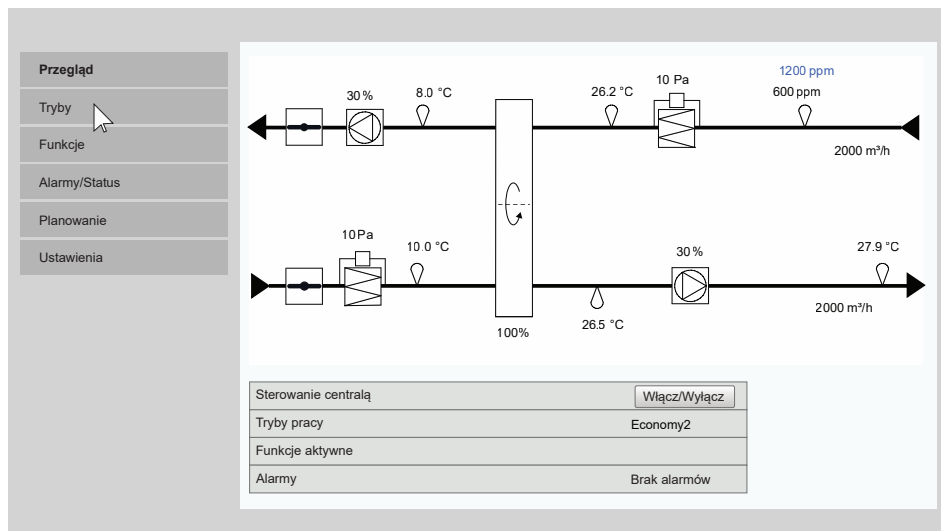 Przegląd
Tryby
Funkcje
Alarmy/Status
Planowanie
Ustawienia
1200 ppm
30% 8.0 °C 26.2 °C 10 Pa 600 ppm
2000 m³/h
10Pa 10.0 °C 30% 27.9 °C
26.5 °C 2000 m³/h
100%
Sterowanie centralą Włącz/Wyłącz
Tryby pracy Economy2
Funkcje aktywne
Alarmy Brak alarmów